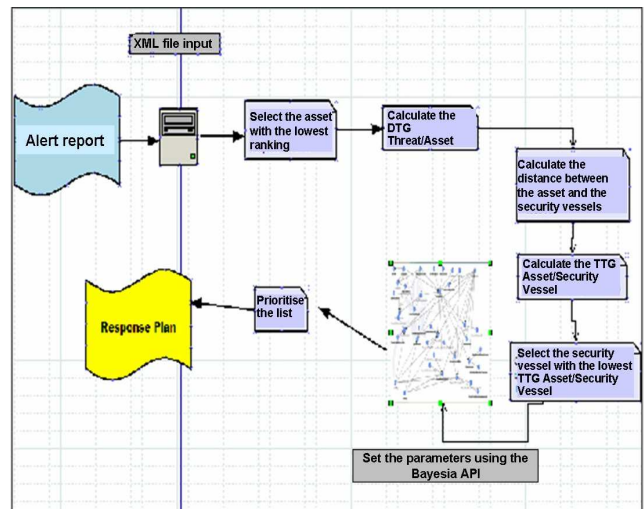 XML file input
Alert report
Select the asset
with the lowest
ranking
Calculate the
DTG
Threat/Asset
Calculate the
distance between
the asset and the
security vessels
Calculate the TTG
Asset/Security
Vessel
Select the security
vessel with the lowest
TTG Asset/Security
Vessel
Set the parameters using the
Bayesia API
Prioritise
the list
Response Plan